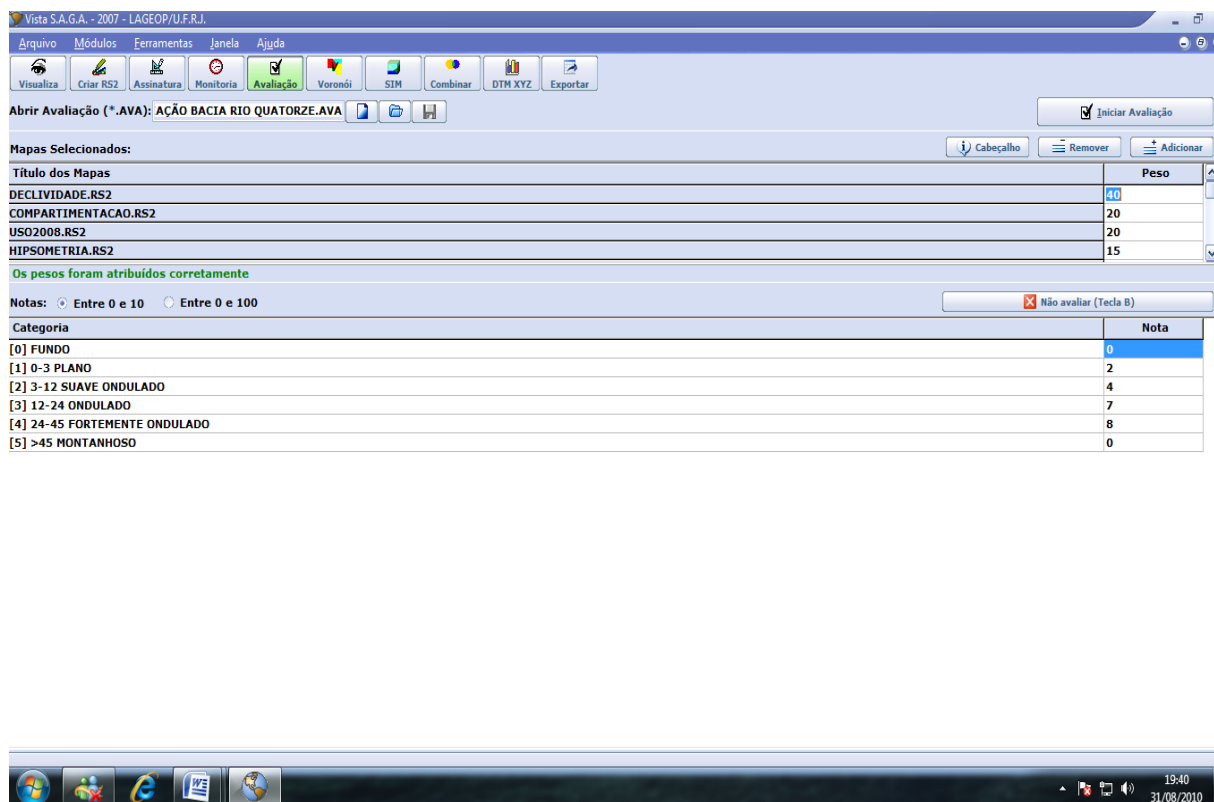 Vista S.A.G.A. - 2007 - LAGEOP/U.F.R.J.
Arquivo Módulos Ferramentas Janela Ajuda
Visualiza Criar RS2 Assinatura Monitoria Avaliação Voronói SIM Combinar DTM XYZ Exportar
Abrir Avaliação (*.AVA): AÇÃO BACIA RIO QUATORZE.AVA Iniciar Avaliação
Mapas Selecionados: Cabeçalho Remover Adicionar
Título dos Mapas Peso
DECLIVIDADE.RS2 40
COMPARTIMENTACAO.RS2 20
USO2008.RS2 20
HIPSOMETRIA.RS2 15
Os pesos foram atribuídos corretamente
Notas: Entre 0 e 10 Entre 0 e 100 Não avaliar (Tecla B)
Categoria Nota
[0] FUNDO 0
[1] 0-3 PLANO 2
[2] 3-12 SUAVE ONDULADO 4
[3] 12-24 ONDULADO 7
[4] 24-45 FORTEMENTE ONDULADO 8
[5] >45 MONTANHOSO 0
19:40
31/08/2010